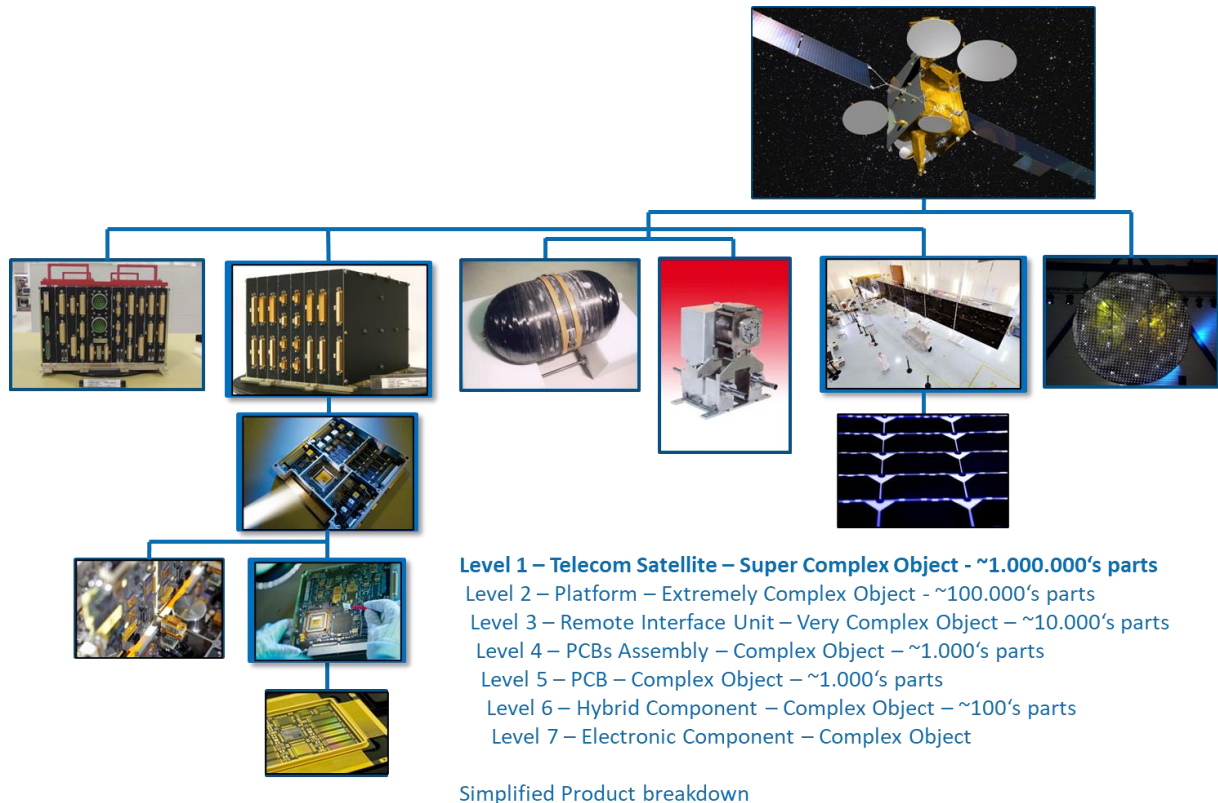 Level 1 – Telecom Satellite – Super Complex Object - ~1.000.000‘s parts
Level 2 – Platform – Extremely Complex Object - ~100.000‘s parts
Level 3 – Remote Interface Unit – Very Complex Object – ~10.000‘s parts
Level 4 – PCBs Assembly – Complex Object – ~1.000‘s parts
Level 5 – PCB – Complex Object – ~1.000‘s parts
Level 6 – Hybrid Component – Complex Object – ~100‘s parts
Level 7 – Electronic Component – Complex Object
Simplified Product breakdown